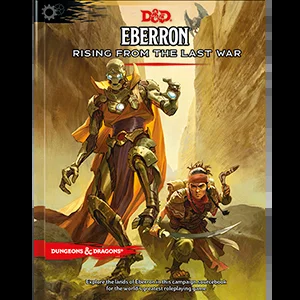 D&D
EBERRON
RISING FROM THE LAST WAR
DUNGEONS & DRAGONS®
Explore the lands of Eberron in this campaign sourcebook
for the world's greatest roleplaying game.